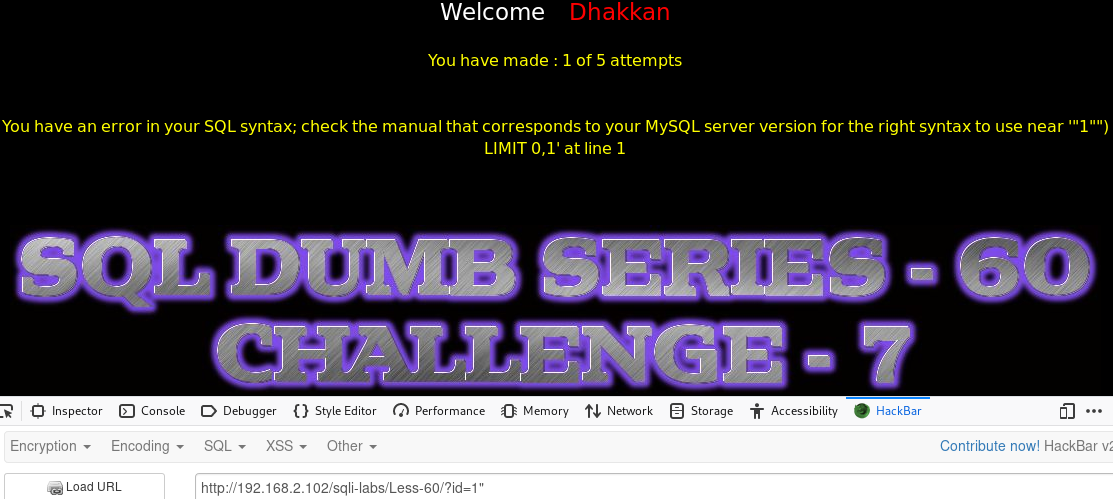 Welcome Dhakkan
You have made : 1 of 5 attempts
You have an error in your SQL syntax; check the manual that corresponds to your MySQL server version for the right syntax to use near '"1"")
LIMIT 0,1' at line 1
SQL DUMB SERIES - 60
CHALLENGE - 7
Inspector Console Debugger Style Editor Performance Memory Network Storage Accessibility HackBar
Encryption Encoding SQL XSS Other Contribute now! HackBar v2
Load URL http://192.168.2.102/sqli-labs/Less-60/?id=1"